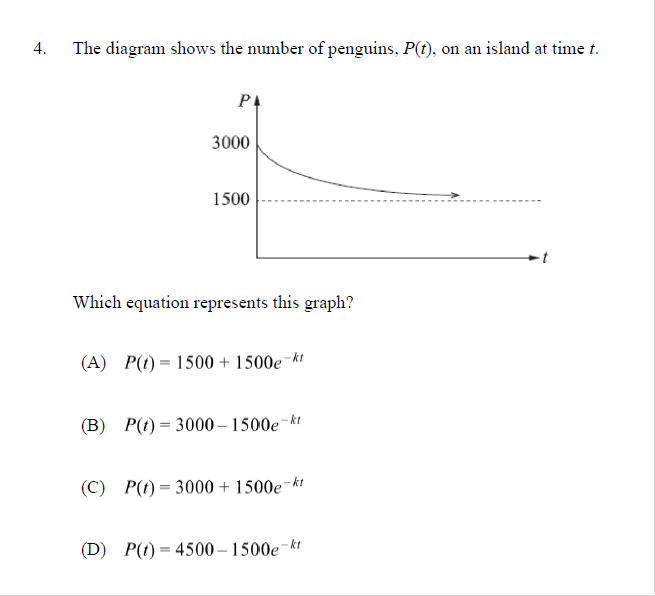 4. The diagram shows the number of penguins, P(t), on an island at time t.
P
3000
1500
t
Which equation represents this graph?
(A) P(t) = 1500 + 1500e^{-kt}
(B) P(t) = 3000 – 1500e^{-kt}
(C) P(t) = 3000 + 1500e^{-kt}
(D) P(t) = 4500 – 1500e^{-kt}